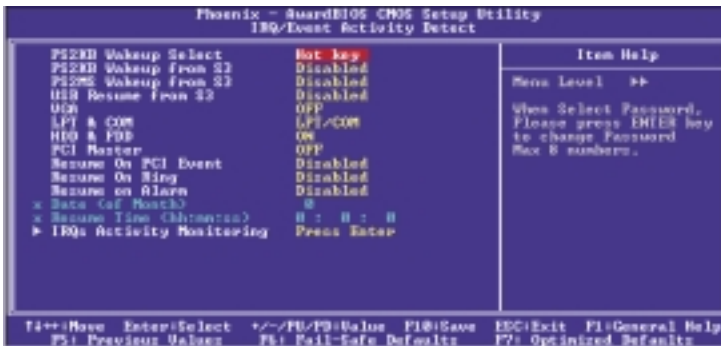 Phoenix - AwardBIOS CMOS Setup Utility
IRQ/Event Activity Detect
PS2KB Wakeup Select Hot key
PS2KB Wakeup from S3 Disabled
PS2MS Wakeup from S3 Disabled
USB Resume from S3 Disabled
VGA OFF
LPT & COM LPT/COM
HDD & FDD ON
PCI Master OFF
Resume On PCI Event Disabled
Resume On Ring Disabled
Resume on Alarm Disabled
x Date (of Month) 0
x Resume Time (hh:mm:ss) 0 : 0 : 0
► IRQs Activity Monitoring Press Enter
Item Help
Menu Level ►►
When Select Password,
Please press ENTER key
to change Password
Max 8 numbers.
↑↓→←:Move Enter:Select +/-/PU/PD:Value F10:Save ESC:Exit F1:General Help
F5: Previous Values F6: Fail-Safe Defaults F7: Optimized Defaults